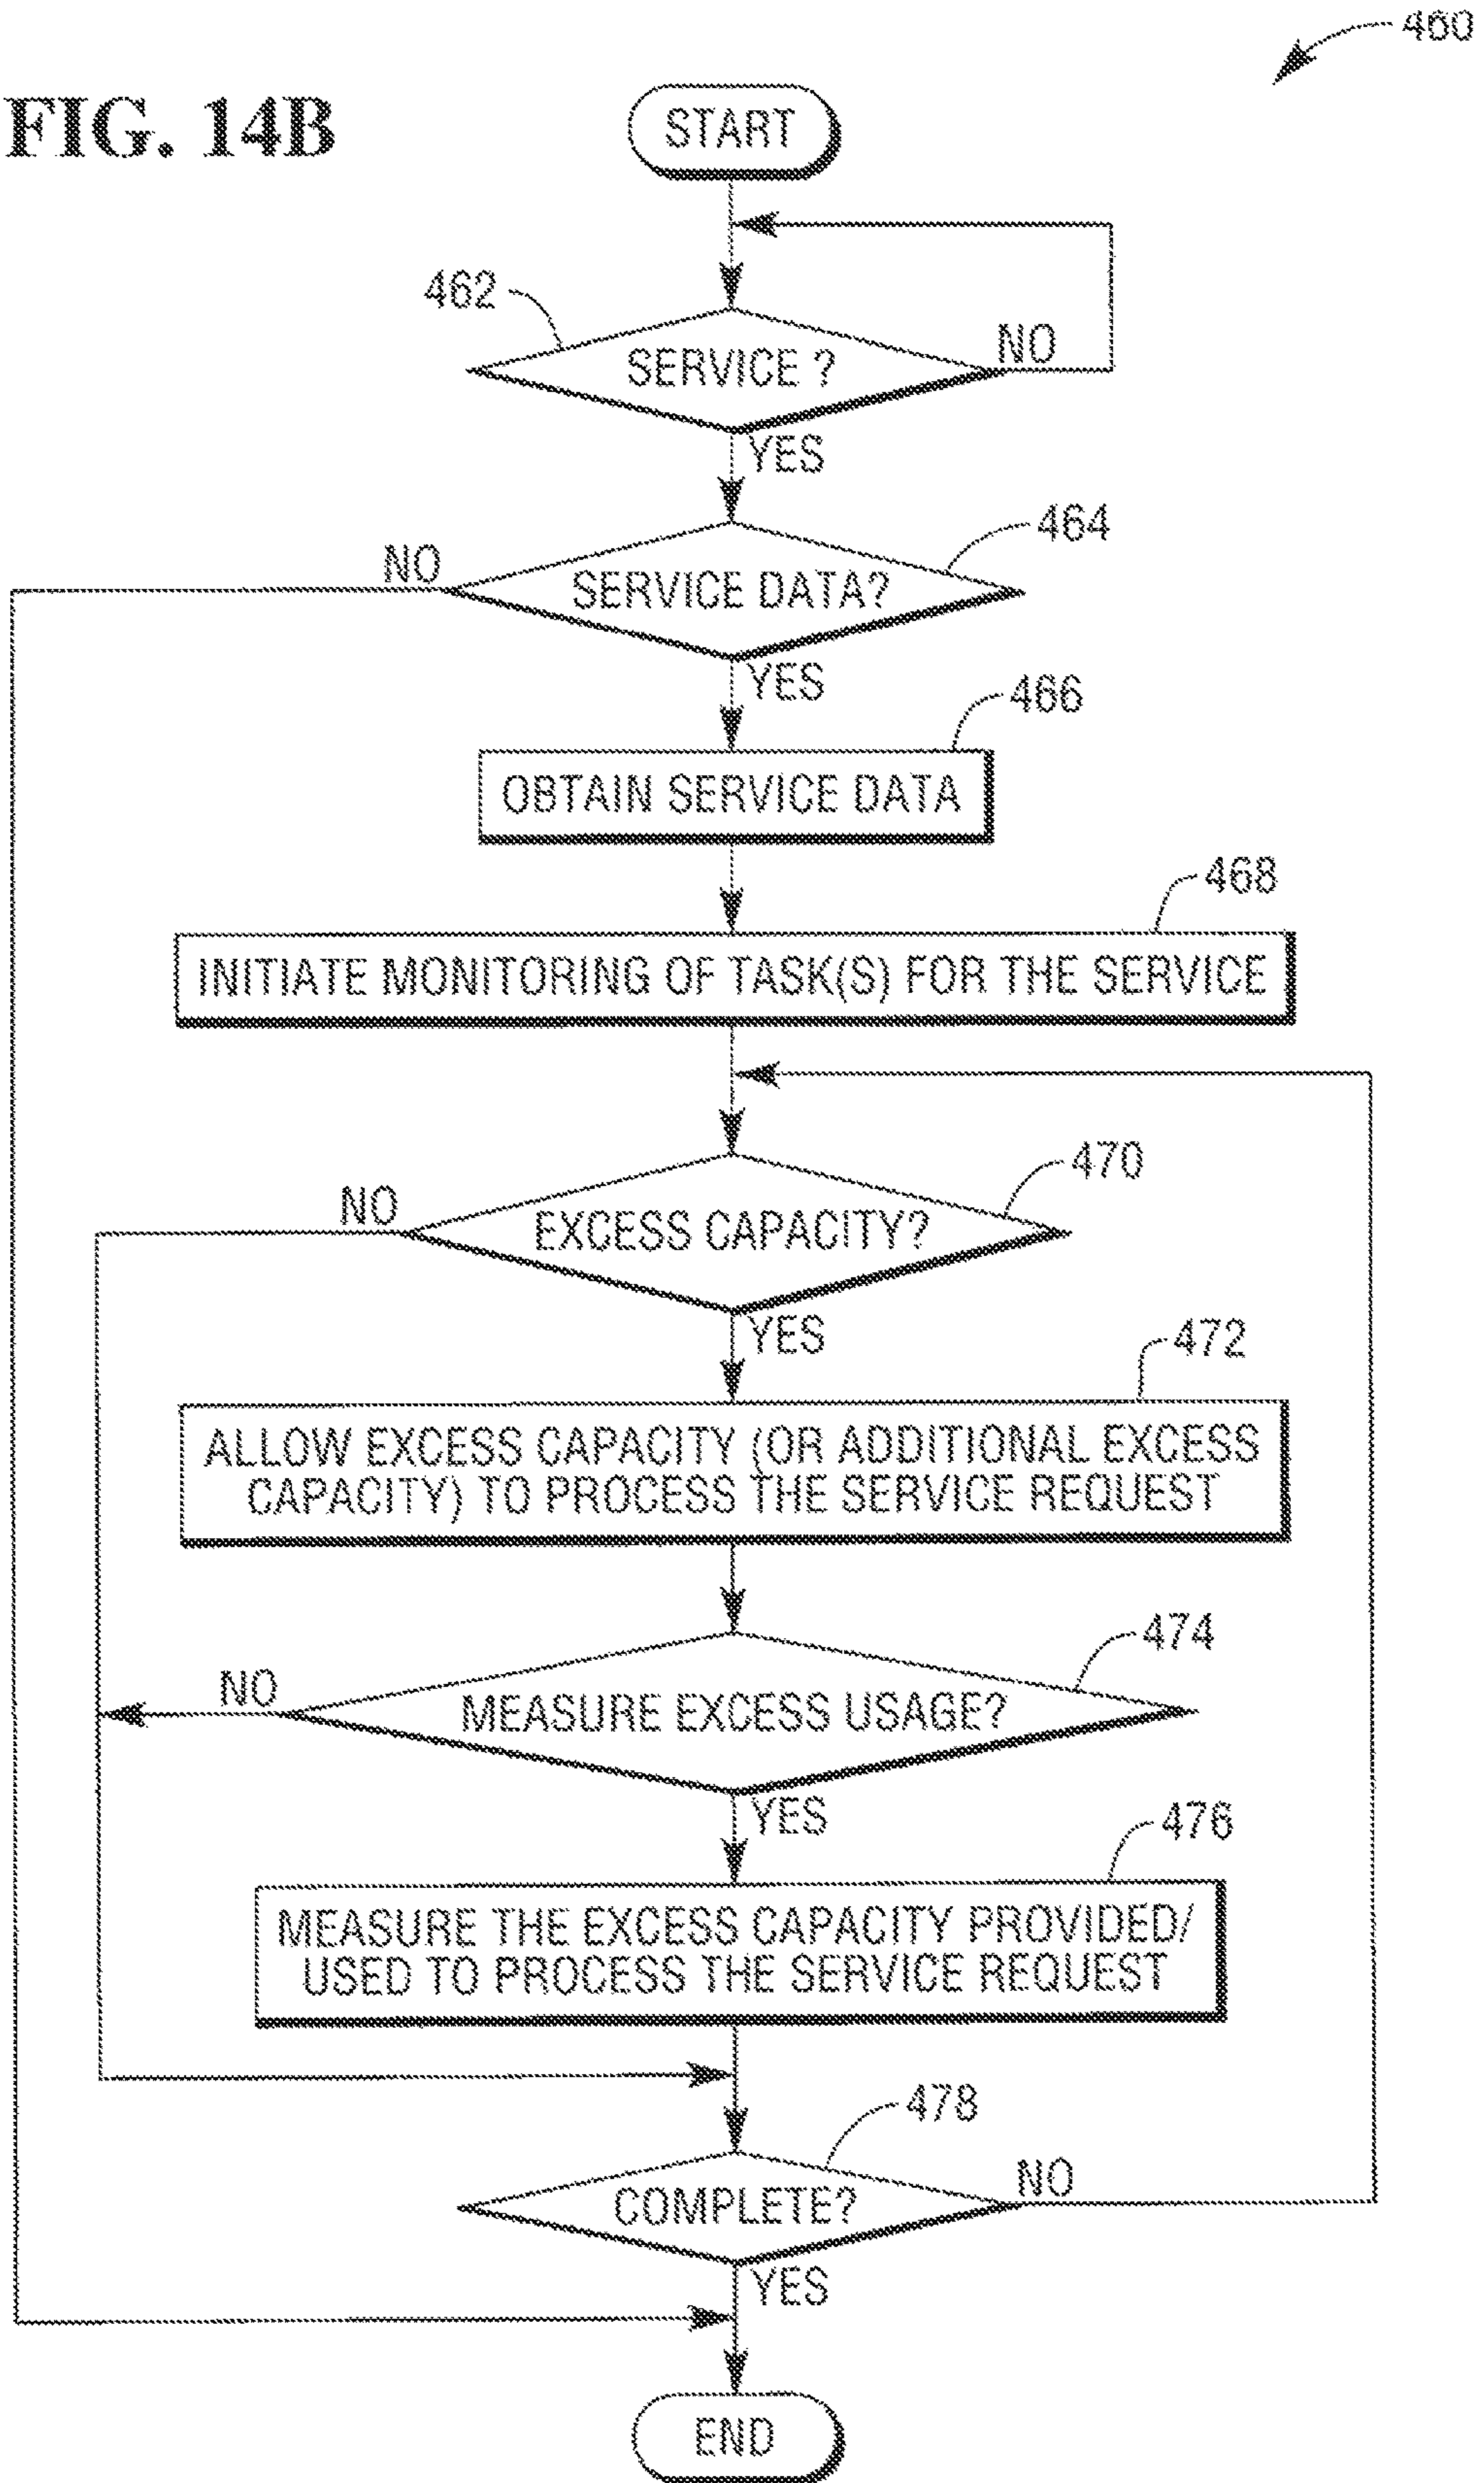 460
FIG. 14B
START
462
SERVICE ?
NO
YES
464
NO
SERVICE DATA?
YES
466
OBTAIN SERVICE DATA
468
INITIATE MONITORING OF TASK(S) FOR THE SERVICE
470
NO
EXCESS CAPACITY?
YES
472
ALLOW EXCESS CAPACITY (OR ADDITIONAL EXCESS
CAPACITY) TO PROCESS THE SERVICE REQUEST
474
NO
MEASURE EXCESS USAGE?
YES
476
MEASURE THE EXCESS CAPACITY PROVIDED/
USED TO PROCESS THE SERVICE REQUEST
478
COMPLETE?
NO
YES
END